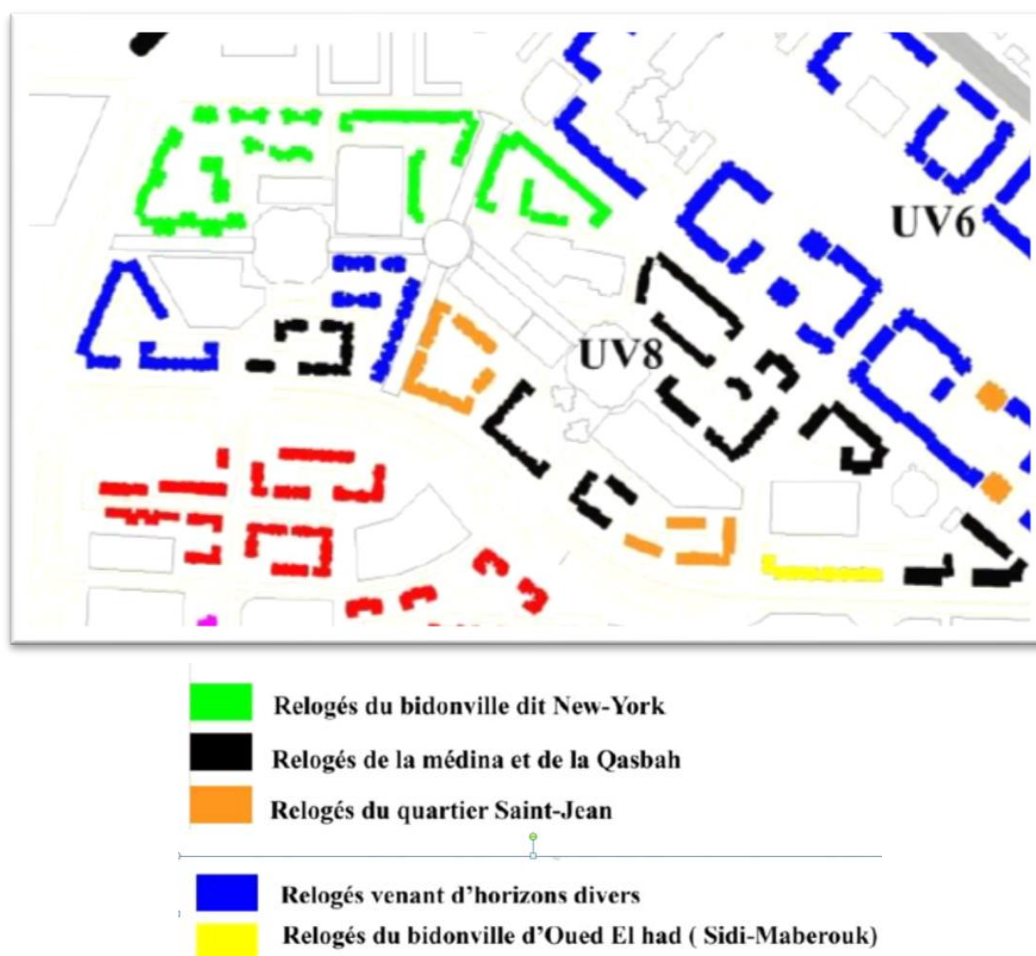 UV6
UV8
Relogés du bidonville dit New-York
Relogés de la médina et de la Qasbah
Relogés du quartier Saint-Jean
Relogés venant d'horizons divers
Relogés du bidonville d'Oued El had ( Sidi-Maberouk)